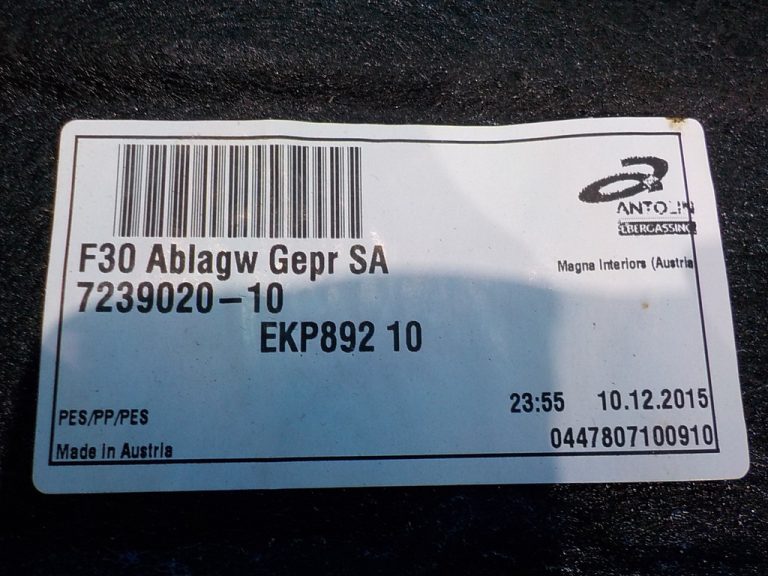 F30 Ablagw Gepr SA
7239020-10
EKP892 10
ANTOLIN
EBERGASSING
Magna Interiors (Austria
23:55 10.12.2015
PES/PP/PES
0447807100910
Made in Austria